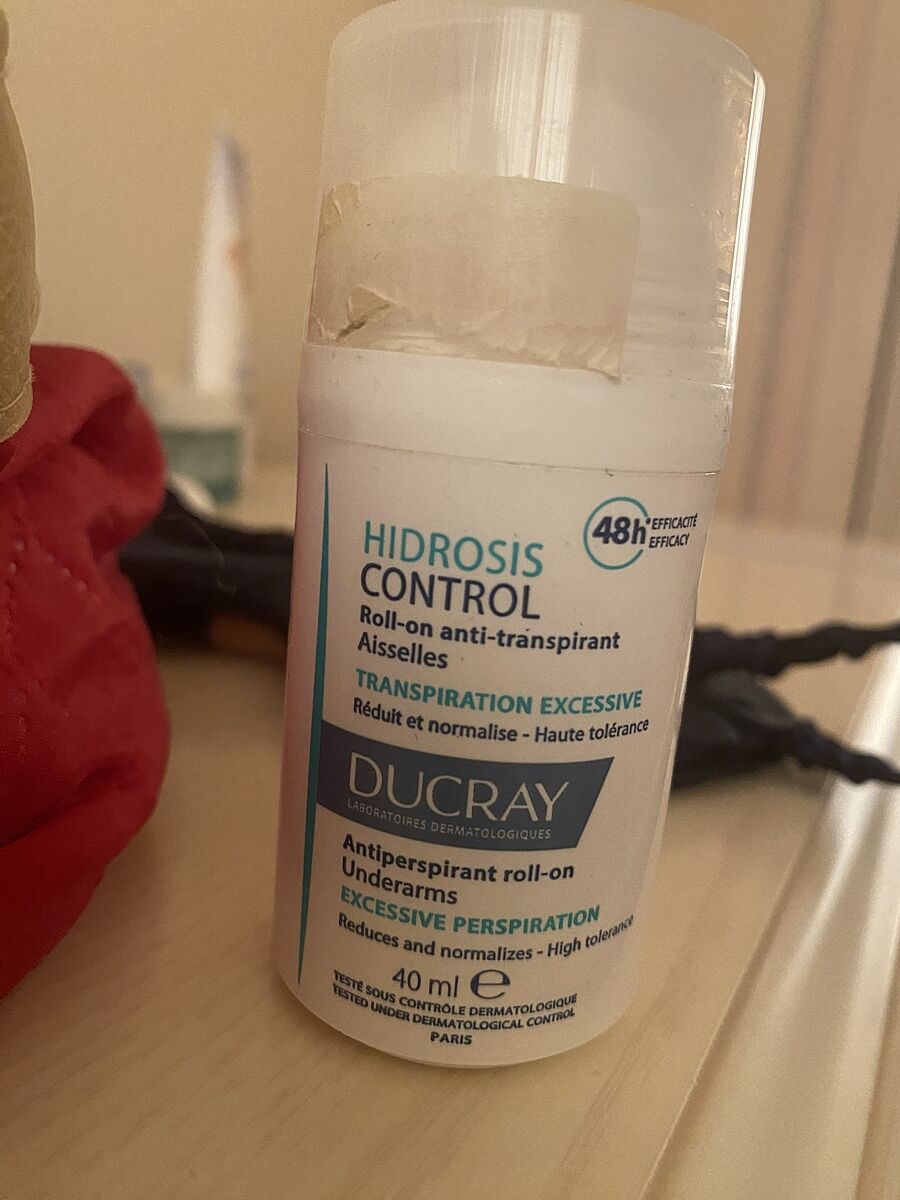 48h* EFFICACITÉ
EFFICACY
HIDROSIS
CONTROL
Roll-on anti-transpirant
Aisselles
TRANSPIRATION EXCESSIVE
Réduit et normalise - Haute tolérance
DUCRAY
LABORATOIRES DERMATOLOGIQUES
Antiperspirant roll-on
Underarms
EXCESSIVE PERSPIRATION
Reduces and normalizes - High tolerance
40 ml ℮
TESTÉ SOUS CONTRÔLE DERMATOLOGIQUE
TESTED UNDER DERMATOLOGICAL CONTROL
PARIS